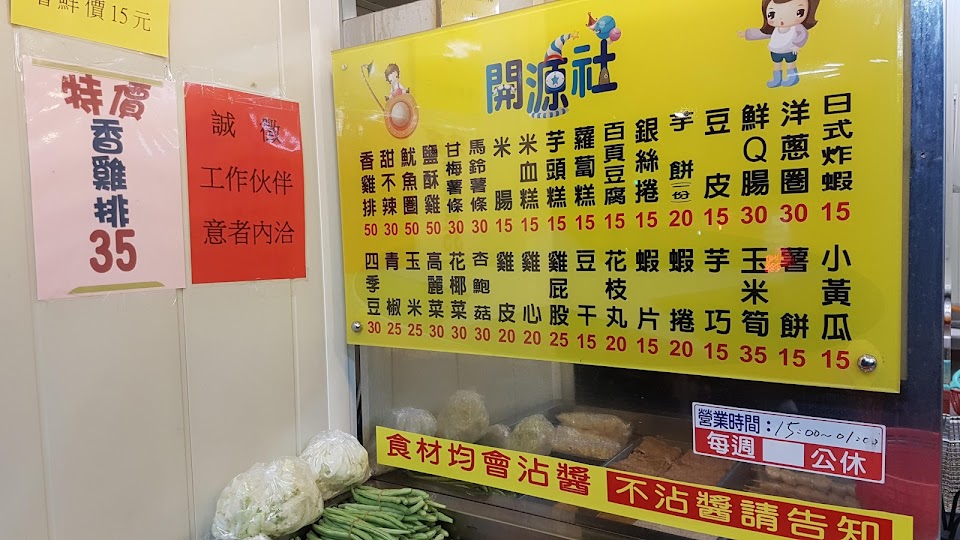 香鮮價15元
特價
香雞排
35
誠徵
工作伙伴
意者內洽
開源社
香雞排 50
甜不辣 30
魷魚圈 50
鹽酥雞 50
甘梅薯條 30
馬鈴薯條 30
米腸 15
米血糕 15
芋頭糕 15
蘿蔔糕 15
百頁豆腐 15
銀絲捲 15
芋餅(一份) 20
豆皮 15
鮮Q腸 30
洋蔥圈 30
日式炸蝦 15
四季豆 30
青椒 25
玉米 25
高麗菜 30
花椰菜 30
杏鮑菇 30
雞皮 20
雞心 20
雞屁股 25
豆干 15
花枝丸 20
蝦片 15
蝦捲 20
芋巧 15
玉米筍 35
薯餅 15
小黃瓜 15
營業時間:15:00~01:00
每週 公休
食材均會沾醬 不沾醬請告知